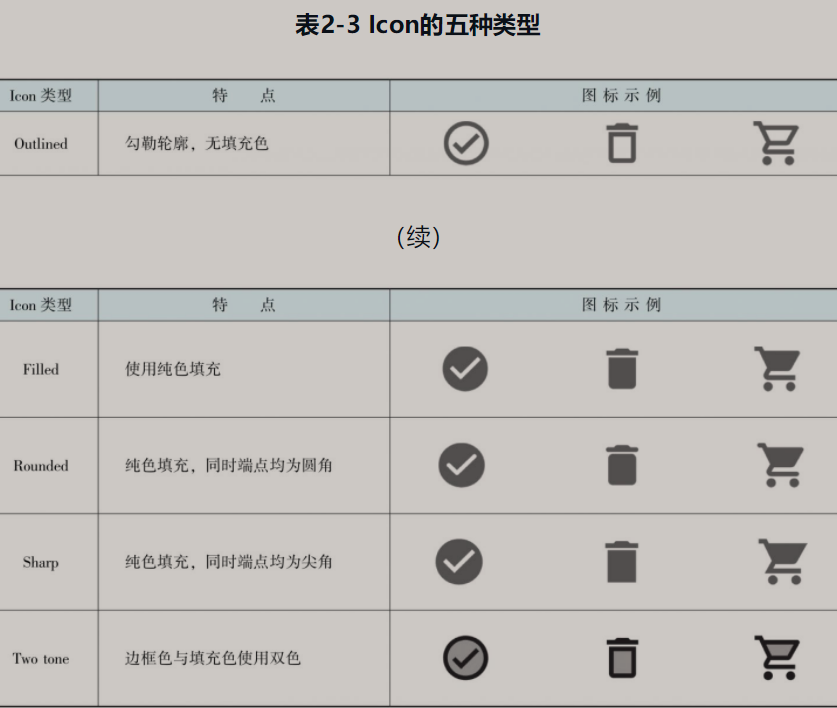 表2-3 Icon的五种类型
Icon 类型 特 点 图 标 示 例
Outlined 勾勒轮廓，无填充色
（续）
Icon 类型 特 点 图 标 示 例
Filled 使用纯色填充
Rounded 纯色填充，同时端点均为圆角
Sharp 纯色填充，同时端点均为尖角
Two tone 边框色与填充色使用双色